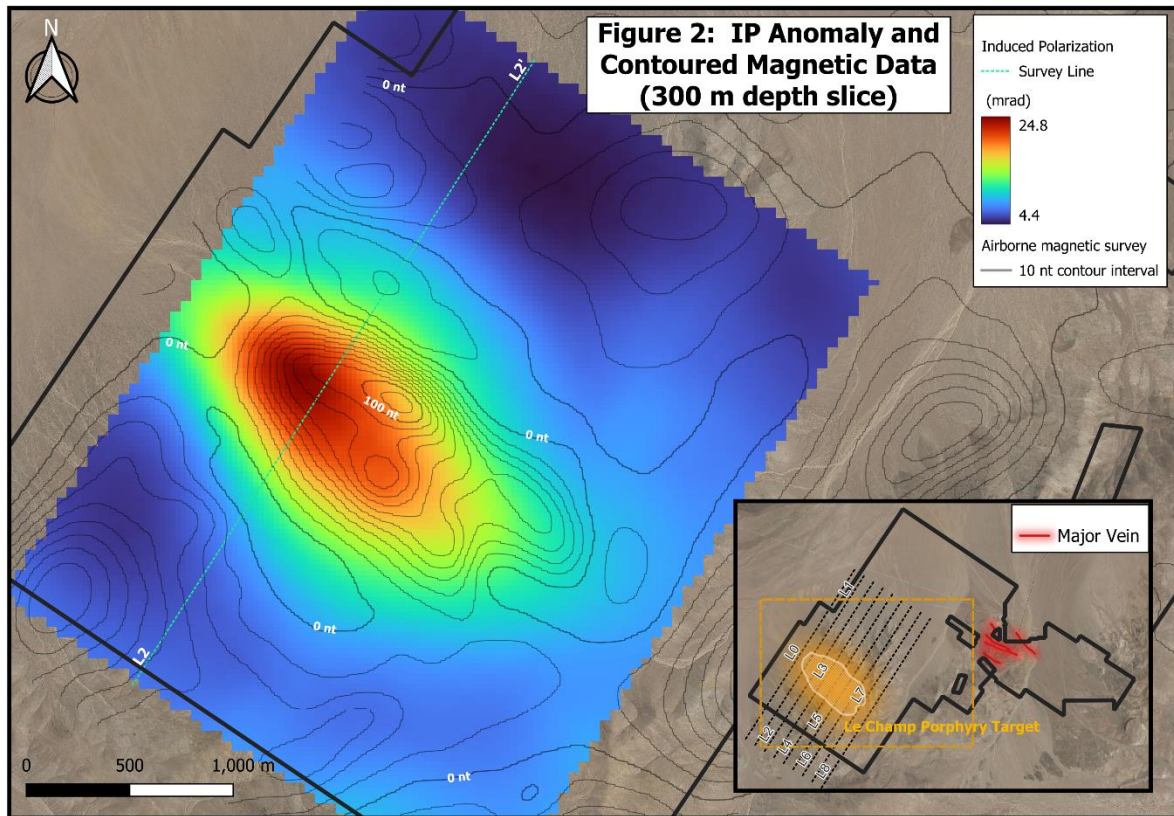 Figure 2: IP Anomaly and
Contoured Magnetic Data
(300 m depth slice)
N
Induced Polarization
Survey Line
(mrad)
24.8
4.4
Airborne magnetic survey
10 nt contour interval
L2'
0 nt
0 nt
100 nt
0 nt
0 nt
L2
0 nt
0 500 1,000 m
Major Vein
L1
L0
L3
L7
L5
Le Champ Porphyry Target
L2
L4
L6
L8